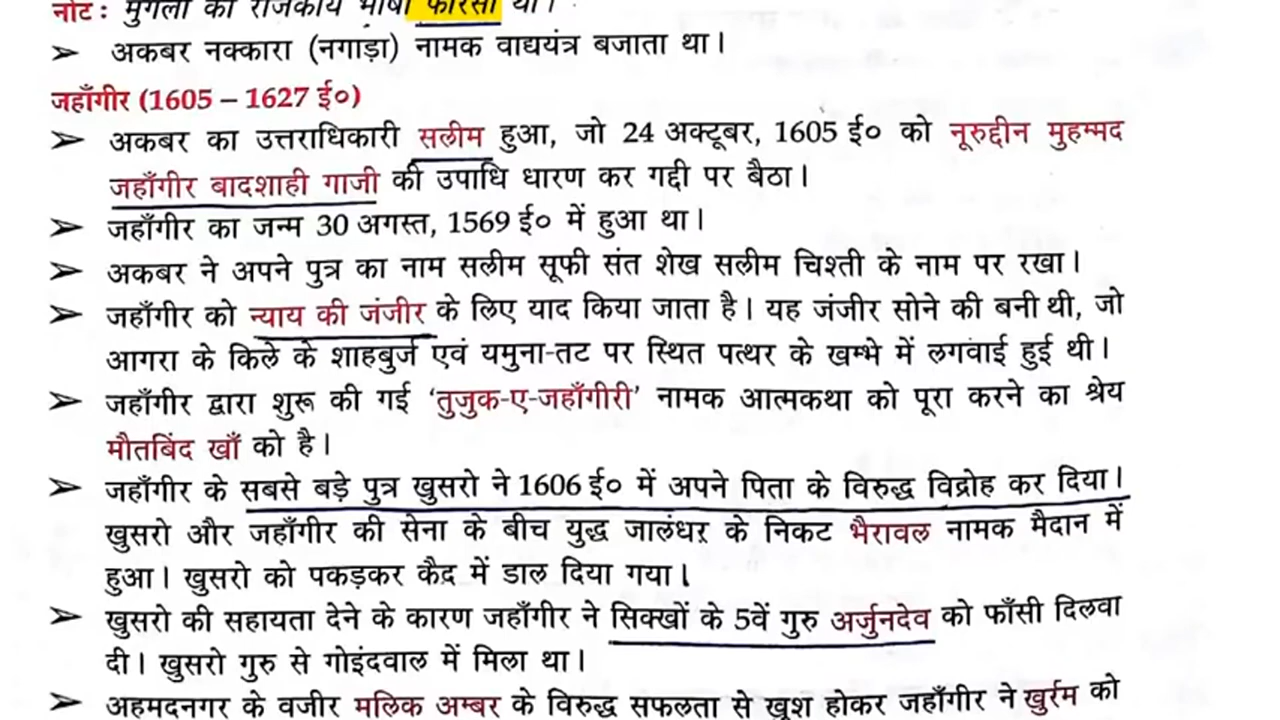 नोट: मुगलों की राजकीय भाषा फारसी थी।
➢ अकबर नक्कारा (नगाड़ा) नामक वाद्ययंत्र बजाता था।
जहाँगीर (1605 – 1627 ई०)
➢ अकबर का उत्तराधिकारी सलीम हुआ, जो 24 अक्टूबर, 1605 ई० को नूरुद्दीन मुहम्मद
जहाँगीर बादशाही गाजी की उपाधि धारण कर गद्दी पर बैठा।
➢ जहाँगीर का जन्म 30 अगस्त, 1569 ई० में हुआ था।
➢ अकबर ने अपने पुत्र का नाम सलीम सूफी संत शेख सलीम चिश्ती के नाम पर रखा।
➢ जहाँगीर को न्याय की जंजीर के लिए याद किया जाता है। यह जंजीर सोने की बनी थी, जो
आगरा के किले के शाहबुर्ज एवं यमुना-तट पर स्थित पत्थर के खम्भे में लगवाई हुई थी।
➢ जहाँगीर द्वारा शुरू की गई ‘तुजुक-ए-जहाँगीरी’ नामक आत्मकथा को पूरा करने का श्रेय
मौतबिंद खाँ को है।
➢ जहाँगीर के सबसे बड़े पुत्र खुसरो ने 1606 ई० में अपने पिता के विरुद्ध विद्रोह कर दिया।
खुसरो और जहाँगीर की सेना के बीच युद्ध जालंधर के निकट भैरावल नामक मैदान में
हुआ। खुसरो को पकड़कर कैद में डाल दिया गया।
➢ खुसरो की सहायता देने के कारण जहाँगीर ने सिक्खों के 5वें गुरु अर्जुनदेव को फाँसी दिलवा
दी। खुसरो गुरु से गोइंदवाल में मिला था।
➢ अहमदनगर के वजीर मलिक अम्बर के विरुद्ध सफलता से खुश होकर जहाँगीर ने खुर्रम को